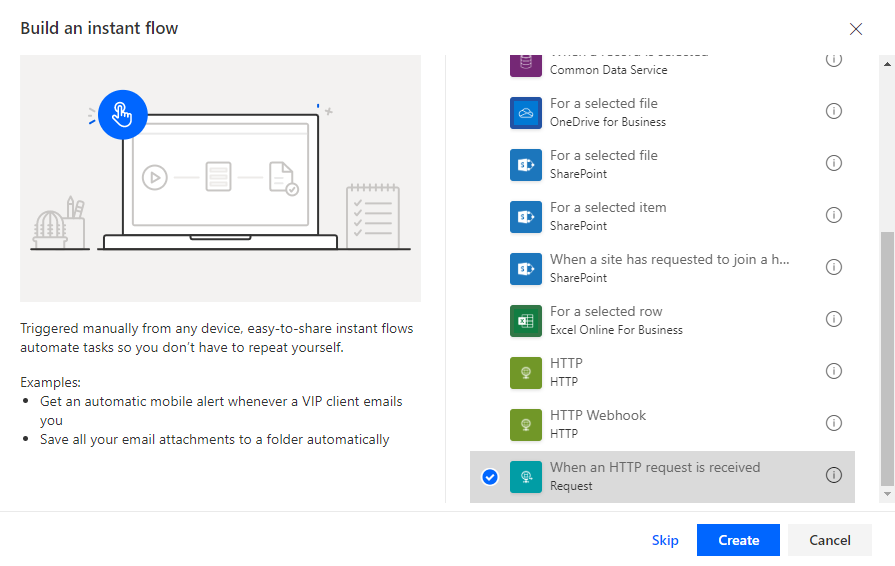 Build an instant flow
Triggered manually from any device, easy-to-share instant flows
automate tasks so you don't have to repeat yourself.
Examples:
• Get an automatic mobile alert whenever a VIP client emails
you
• Save all your email attachments to a folder automatically
When a record is selected
Common Data Service
For a selected file
OneDrive for Business
For a selected file
SharePoint
For a selected item
SharePoint
When a site has requested to join a h...
SharePoint
For a selected row
Excel Online For Business
HTTP
HTTP
HTTP Webhook
HTTP
When an HTTP request is received
Request
Skip
Create
Cancel